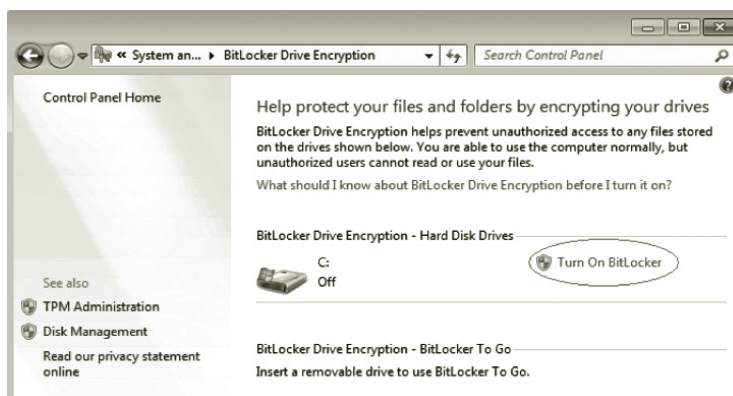 « System an... ▸ BitLocker Drive Encryption
Search Control Panel
Control Panel Home
Help protect your files and folders by encrypting your drives
BitLocker Drive Encryption helps prevent unauthorized access to any files stored
on the drives shown below. You are able to use the computer normally, but
unauthorized users cannot read or use your files.
What should I know about BitLocker Drive Encryption before I turn it on?
BitLocker Drive Encryption - Hard Disk Drives
C:
Off
Turn On BitLocker
See also
TPM Administration
Disk Management
Read our privacy statement
online
BitLocker Drive Encryption - BitLocker To Go
Insert a removable drive to use BitLocker To Go.